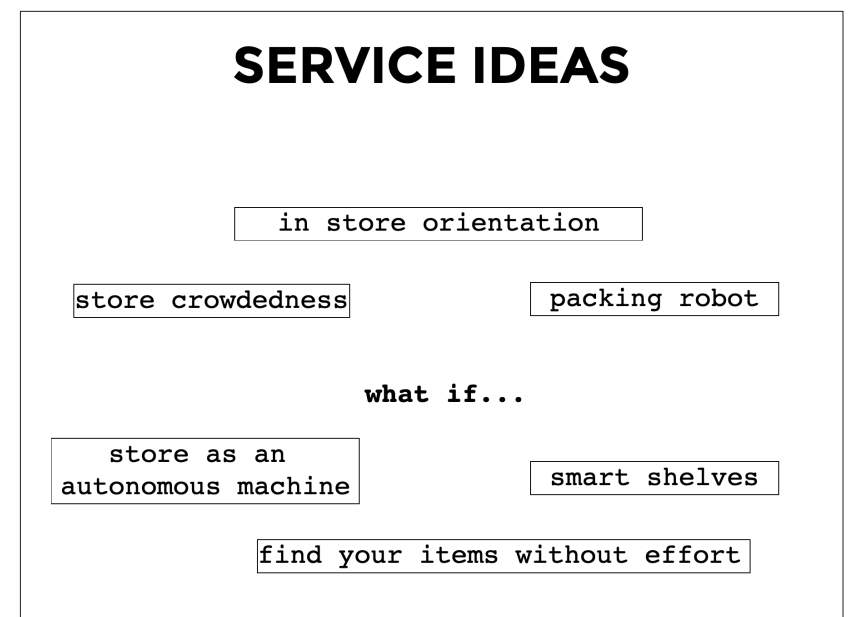 SERVICE IDEAS
in store orientation
store crowdedness
packing robot
what if...
store as an
autonomous machine
smart shelves
find your items without effort